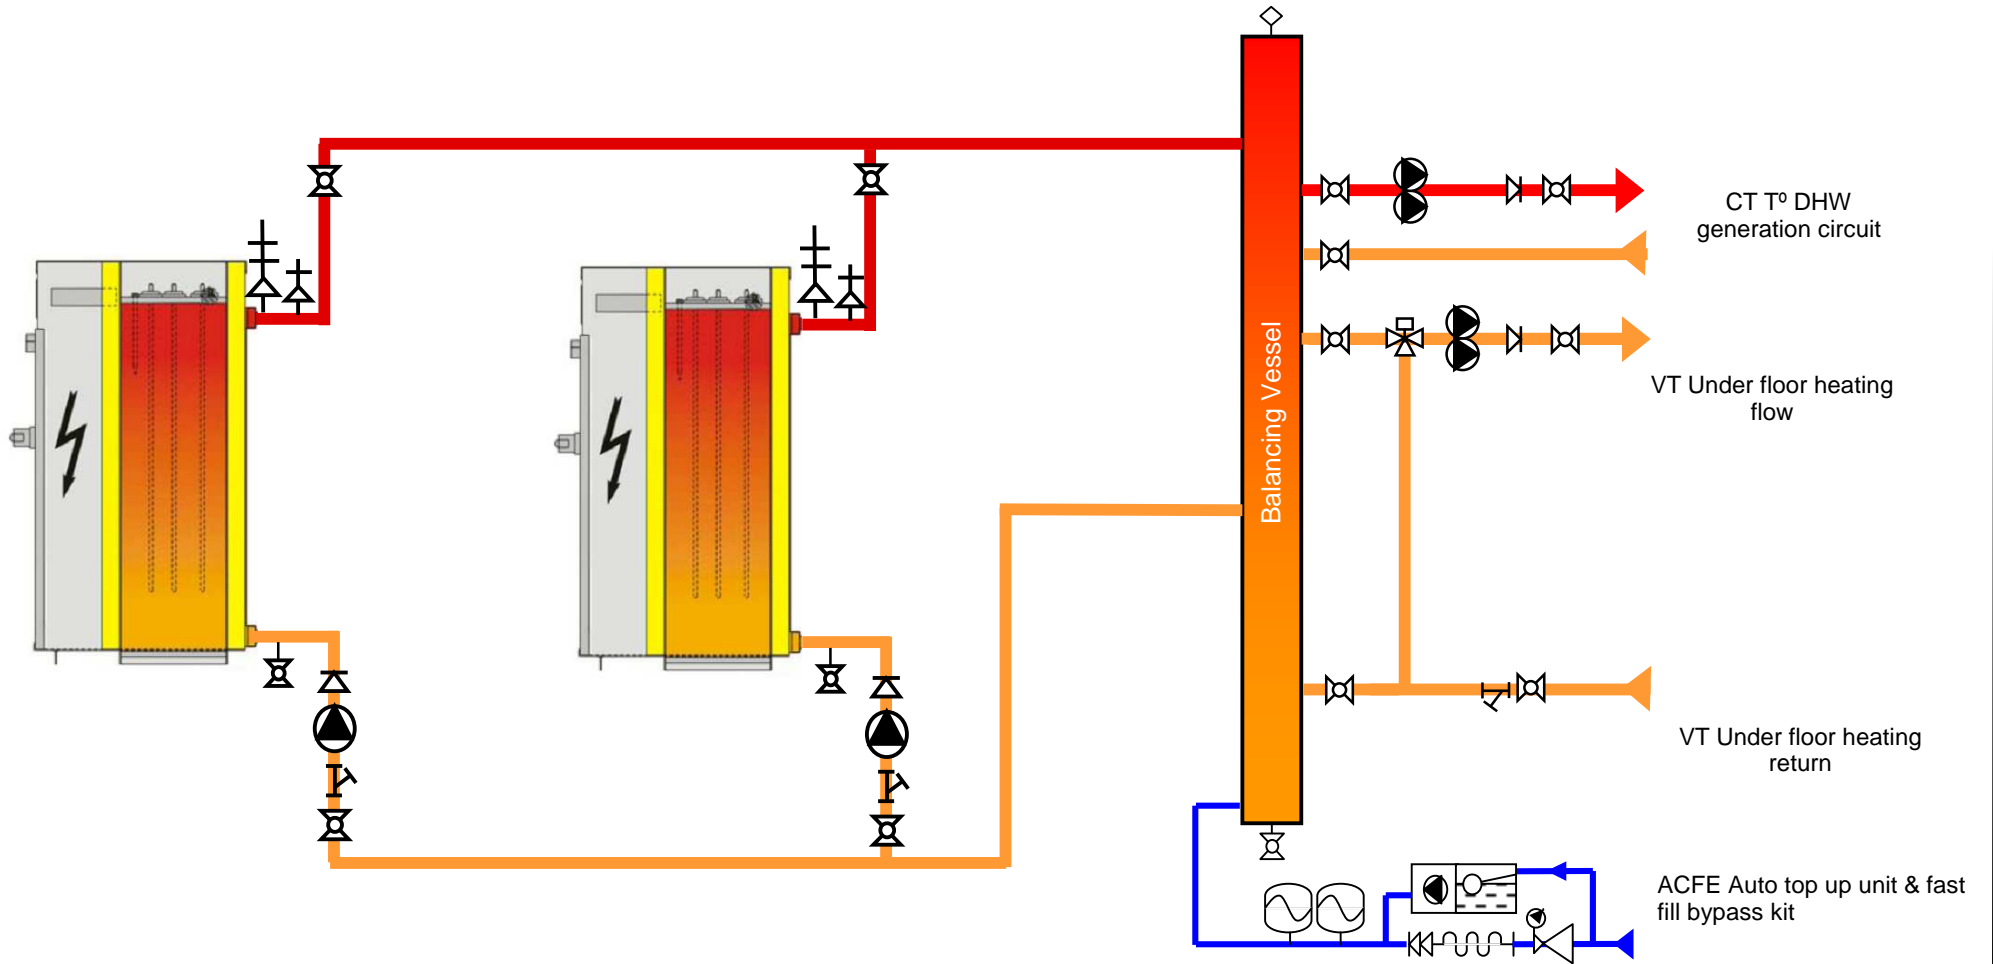 CT Tº DHW
generation circuit
VT Under floor heating
flow
Balancing Vessel
VT Under floor heating
return
ACFE Auto top up unit & fast
fill bypass kit